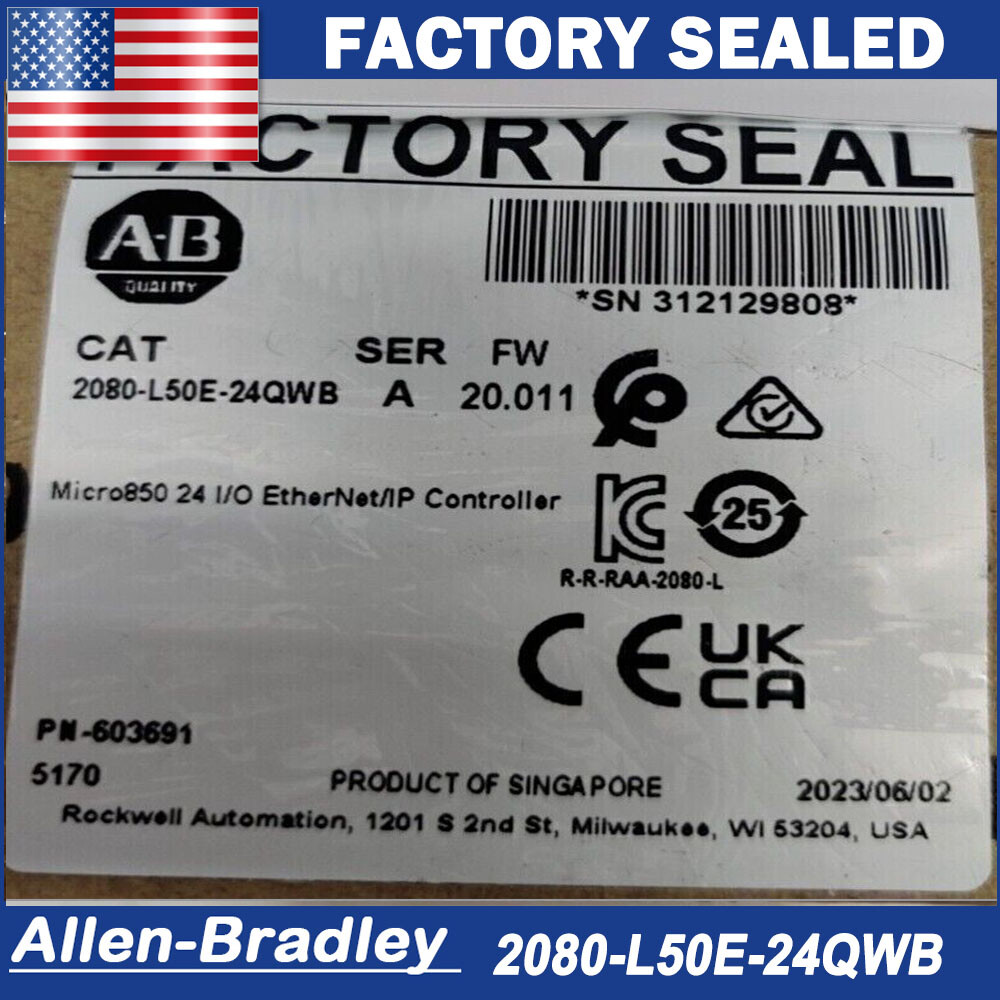 FACTORY SEALED
FACTORY SEAL
A-B
QUALITY
*SN 312129808*
CAT SER FW
2080-L50E-24QWB A 20.011
Micro850 24 I/O EtherNet/IP Controller
25
R-R-RAA-2080-L
CE UK
CA
PN-603691
5170 PRODUCT OF SINGAPORE 2023/06/02
Rockwell Automation, 1201 S 2nd St, Milwaukee, WI 53204, USA
Allen-Bradley 2080-L50E-24QWB